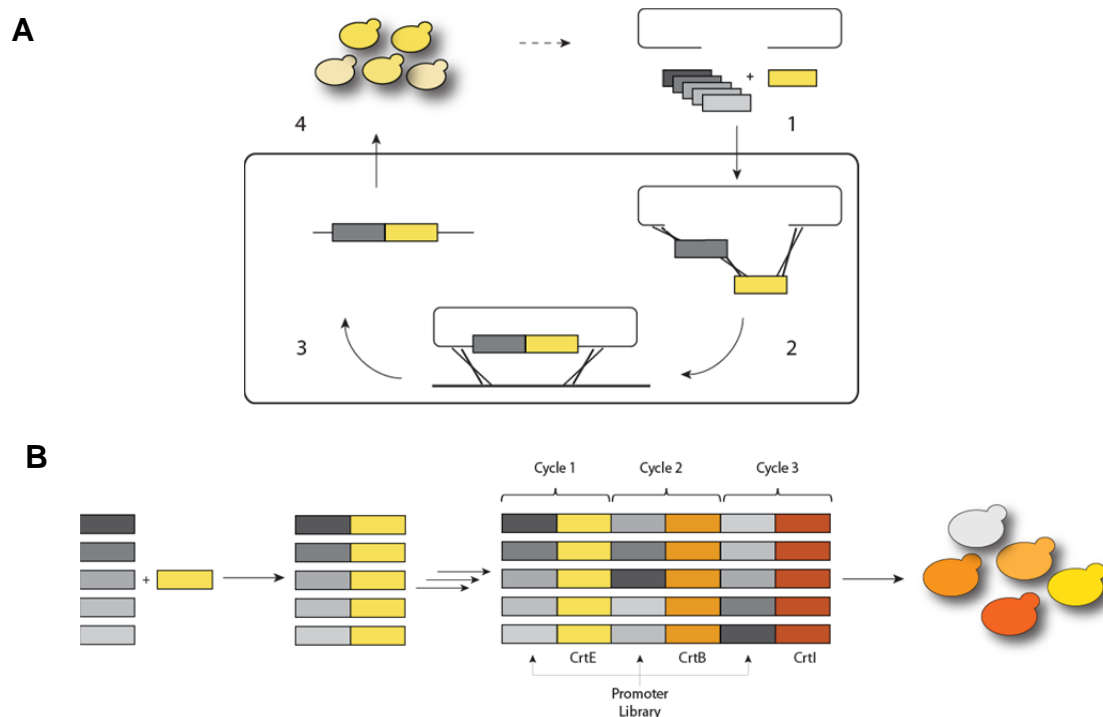 A
+
4
1
3
2
B
Cycle 1
Cycle 2
Cycle 3
+
CrtE
CrtB
CrtI
Promoter
Library